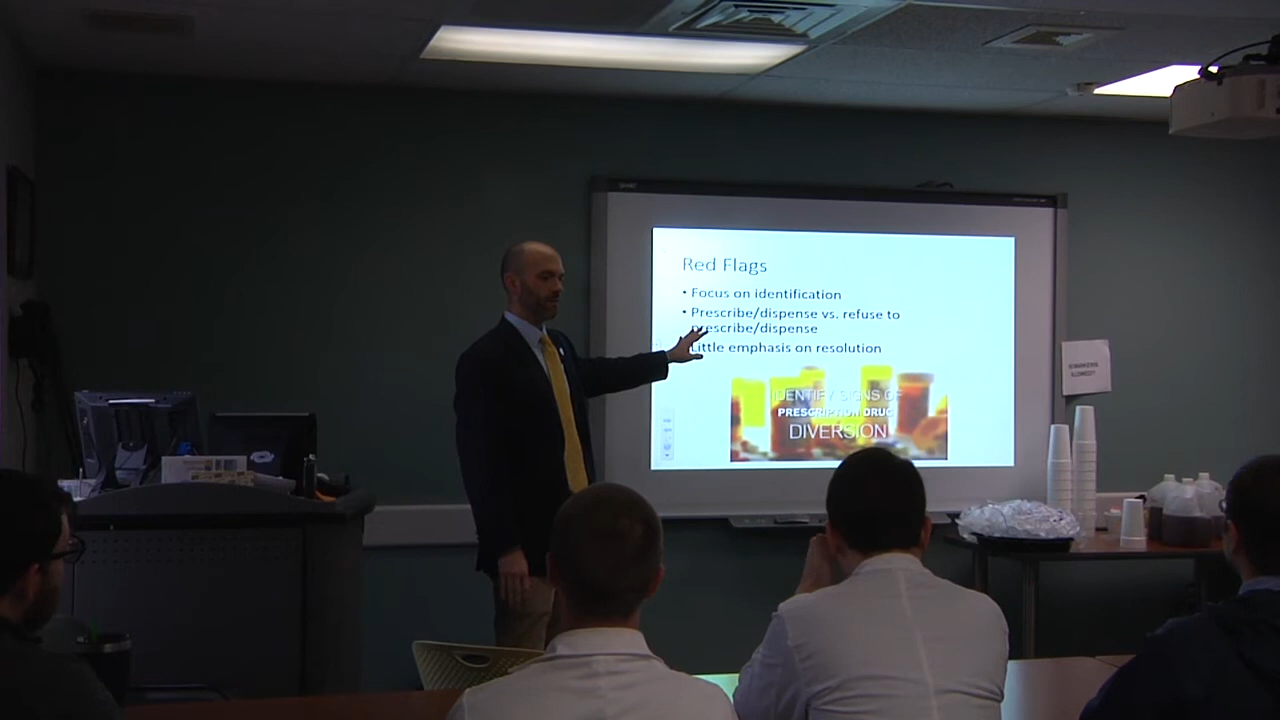 Red Flags
• Focus on identification
• Prescribe/dispense vs. refuse to
prescribe/dispense
Little emphasis on resolution
IDENTIFY SIGNS OF
PRESCRIPTION DRUG
DIVERSION